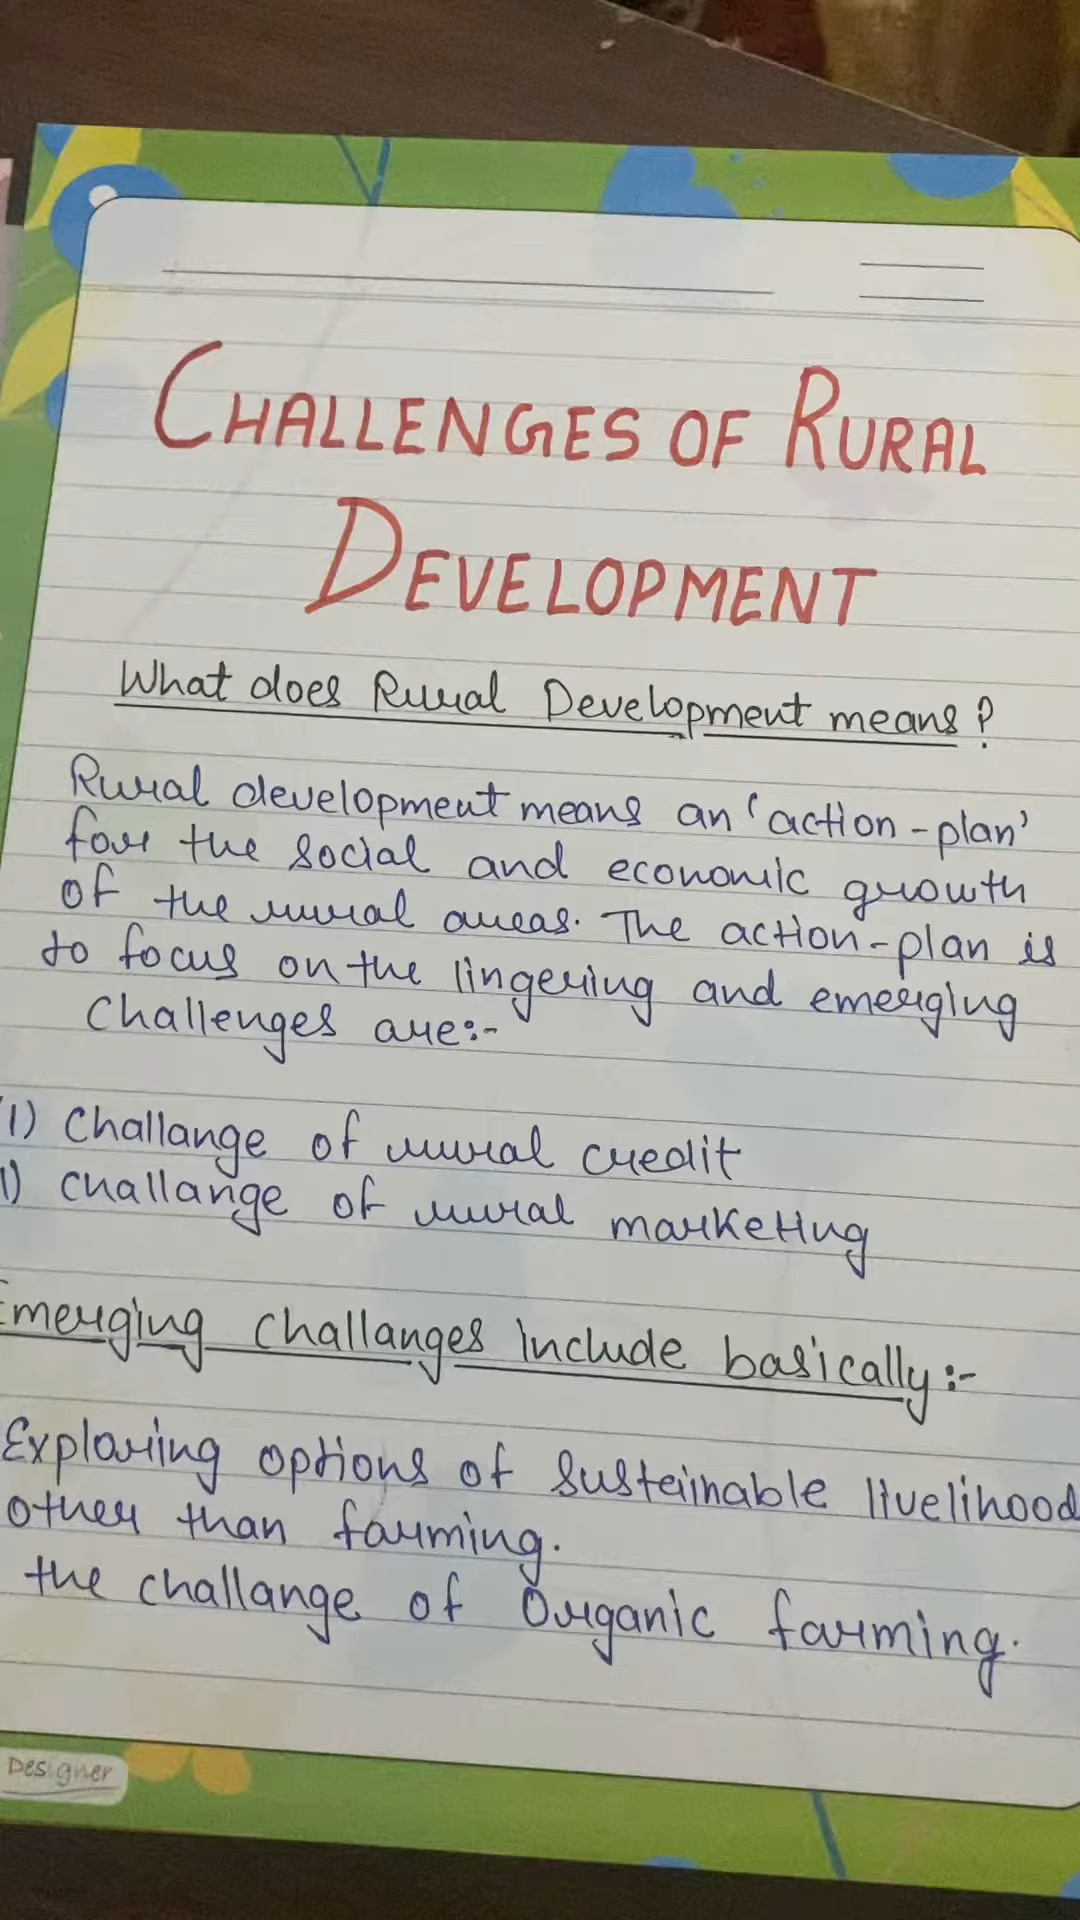 CHALLENGES OF RURAL
DEVELOPMENT
What does Rural Development means?
Rural development means an 'action-plan'
for the social and economic growth
of the rural areas. The action-plan is
to focus on the lingering and emerging
Challenges are:-
1) Challange of rural credit
1) challange of rural marketing
Emerging challanges include basically:-
Exploring options of susteinable livelihood
other than farming.
the challange of Organic farming.
Designer